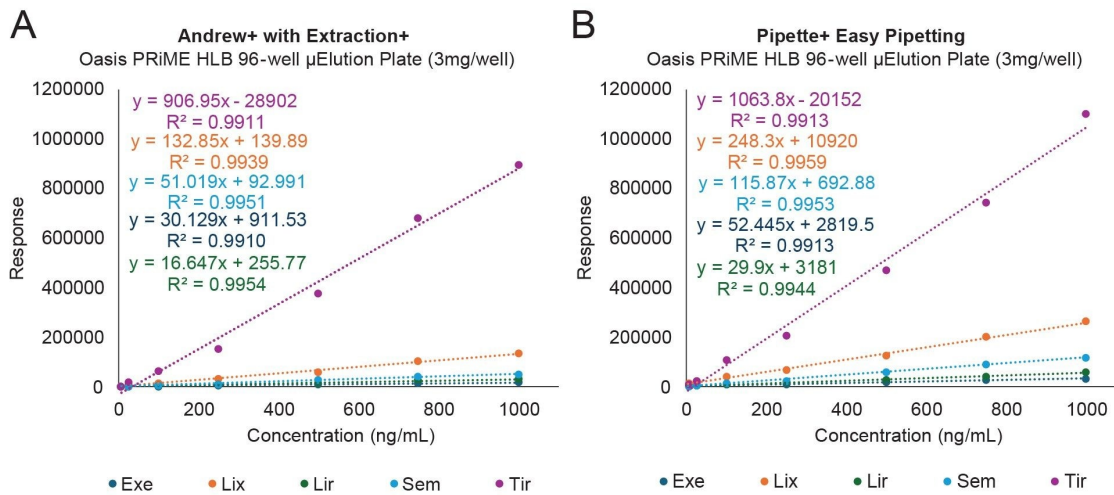 A
Andrew+ with Extraction+
Oasis PRiME HLB 96-well µElution Plate (3mg/well)
1200000
1000000
800000
600000
400000
200000
0
Response
y = 906.95x - 28902
R² = 0.9911
y = 132.85x + 139.89
R² = 0.9939
y = 51.019x + 92.991
R² = 0.9951
y = 30.129x + 911.53
R² = 0.9910
y = 16.647x + 255.77
R² = 0.9954
0 200 400 600 800 1000
Concentration (ng/mL)
Exe Lix Lir Sem Tir
B
Pipette+ Easy Pipetting
Oasis PRiME HLB 96-well µElution Plate (3mg/well)
1200000
1000000
800000
600000
400000
200000
0
Response
y = 1063.8x - 20152
R² = 0.9913
y = 248.3x + 10920
R² = 0.9959
y = 115.87x + 692.88
R² = 0.9953
y = 52.445x + 2819.5
R² = 0.9913
y = 29.9x + 3181
R² = 0.9944
0 200 400 600 800 1000
Concentration (ng/mL)
Exe Lix Lir Sem Tir